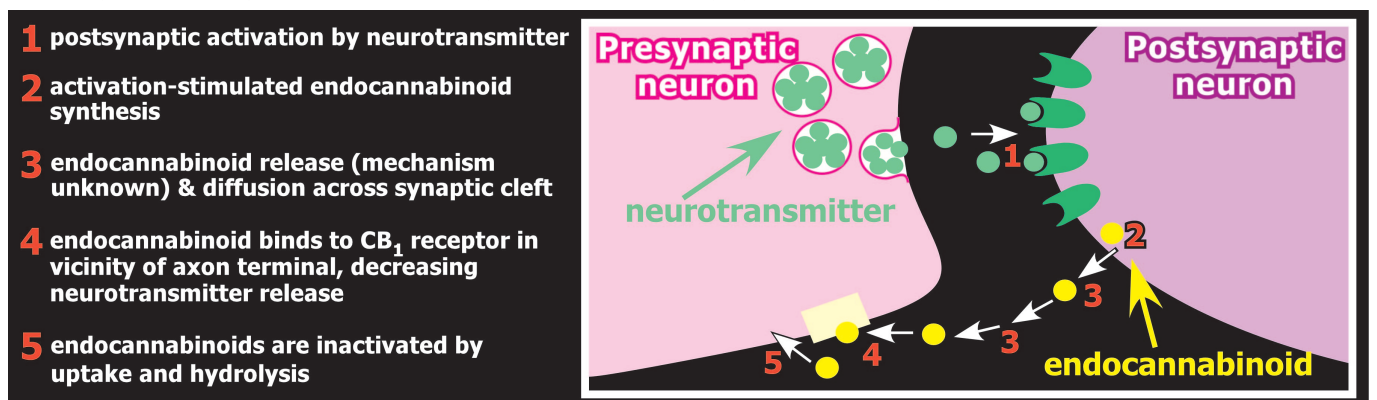 1 postsynaptic activation by neurotransmitter
2 activation-stimulated endocannabinoid
synthesis
3 endocannabinoid release (mechanism
unknown) & diffusion across synaptic cleft
4 endocannabinoid binds to CB₁ receptor in
vicinity of axon terminal, decreasing
neurotransmitter release
5 endocannabinoids are inactivated by
uptake and hydrolysis
Presynaptic
neuron
Postsynaptic
neuron
1
neurotransmitter
2
3
3
4
5
endocannabinoid